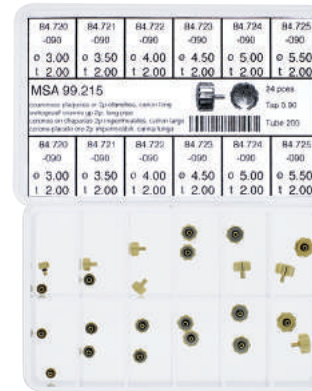 84.720 84.721 84.722 84.723 84.724 84.725
-090 -090 -090 -090 -090 -090
ø 3.00 ø 3.50 ø 4.00 ø 4.50 ø 5.00 ø 5.50
t 2.00 t 2.00 t 2.00 t 2.00 t 2.00 t 2.00
MSA 99.215
24 pces
Tap 0.90
Tube 200
84.720 84.721 84.722 84.723 84.724 84.725
-090 -090 -090 -090 -090 -090
ø 3.00 ø 3.50 ø 4.00 ø 4.50 ø 5.00 ø 5.50
t 2.00 t 2.00 t 2.00 t 2.00 t 2.00 t 2.00